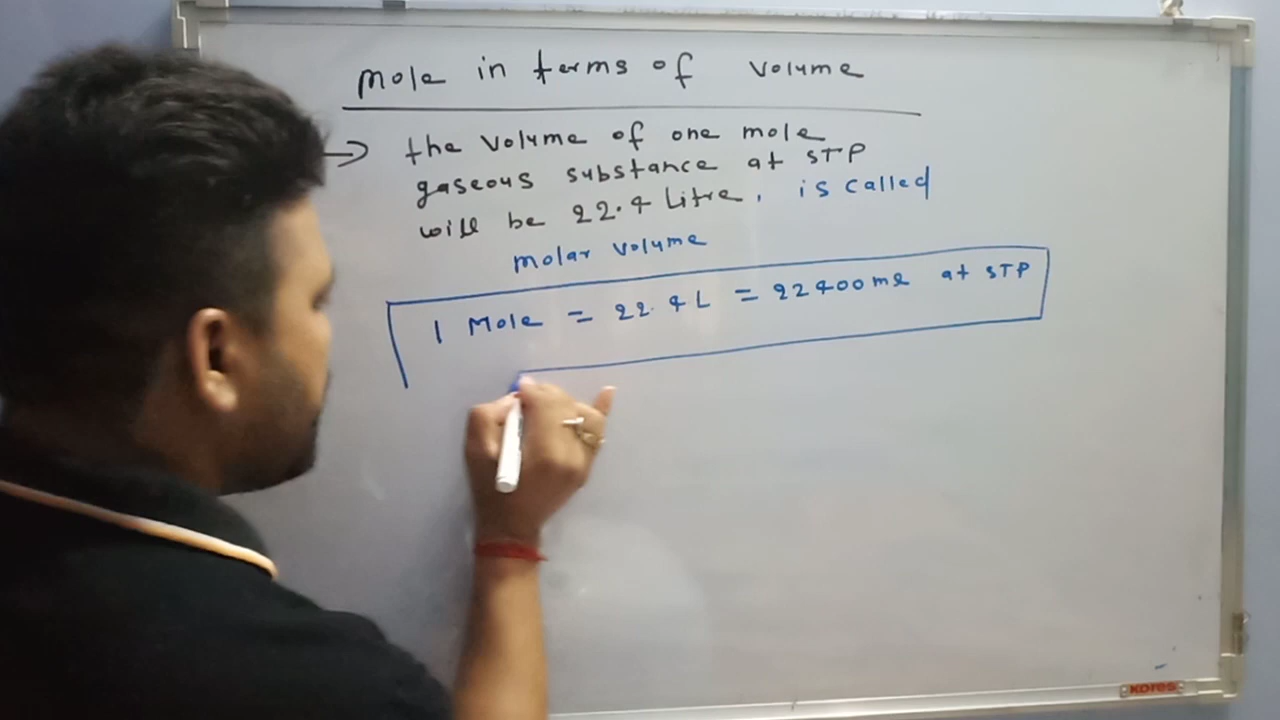 Mole in terms of volume
→ the volume of one mole
gaseous substance at STP
will be 22.4 Litre, is called
molar volume
1 Mole = 22.4 L = 22400 ml at STP
KORES